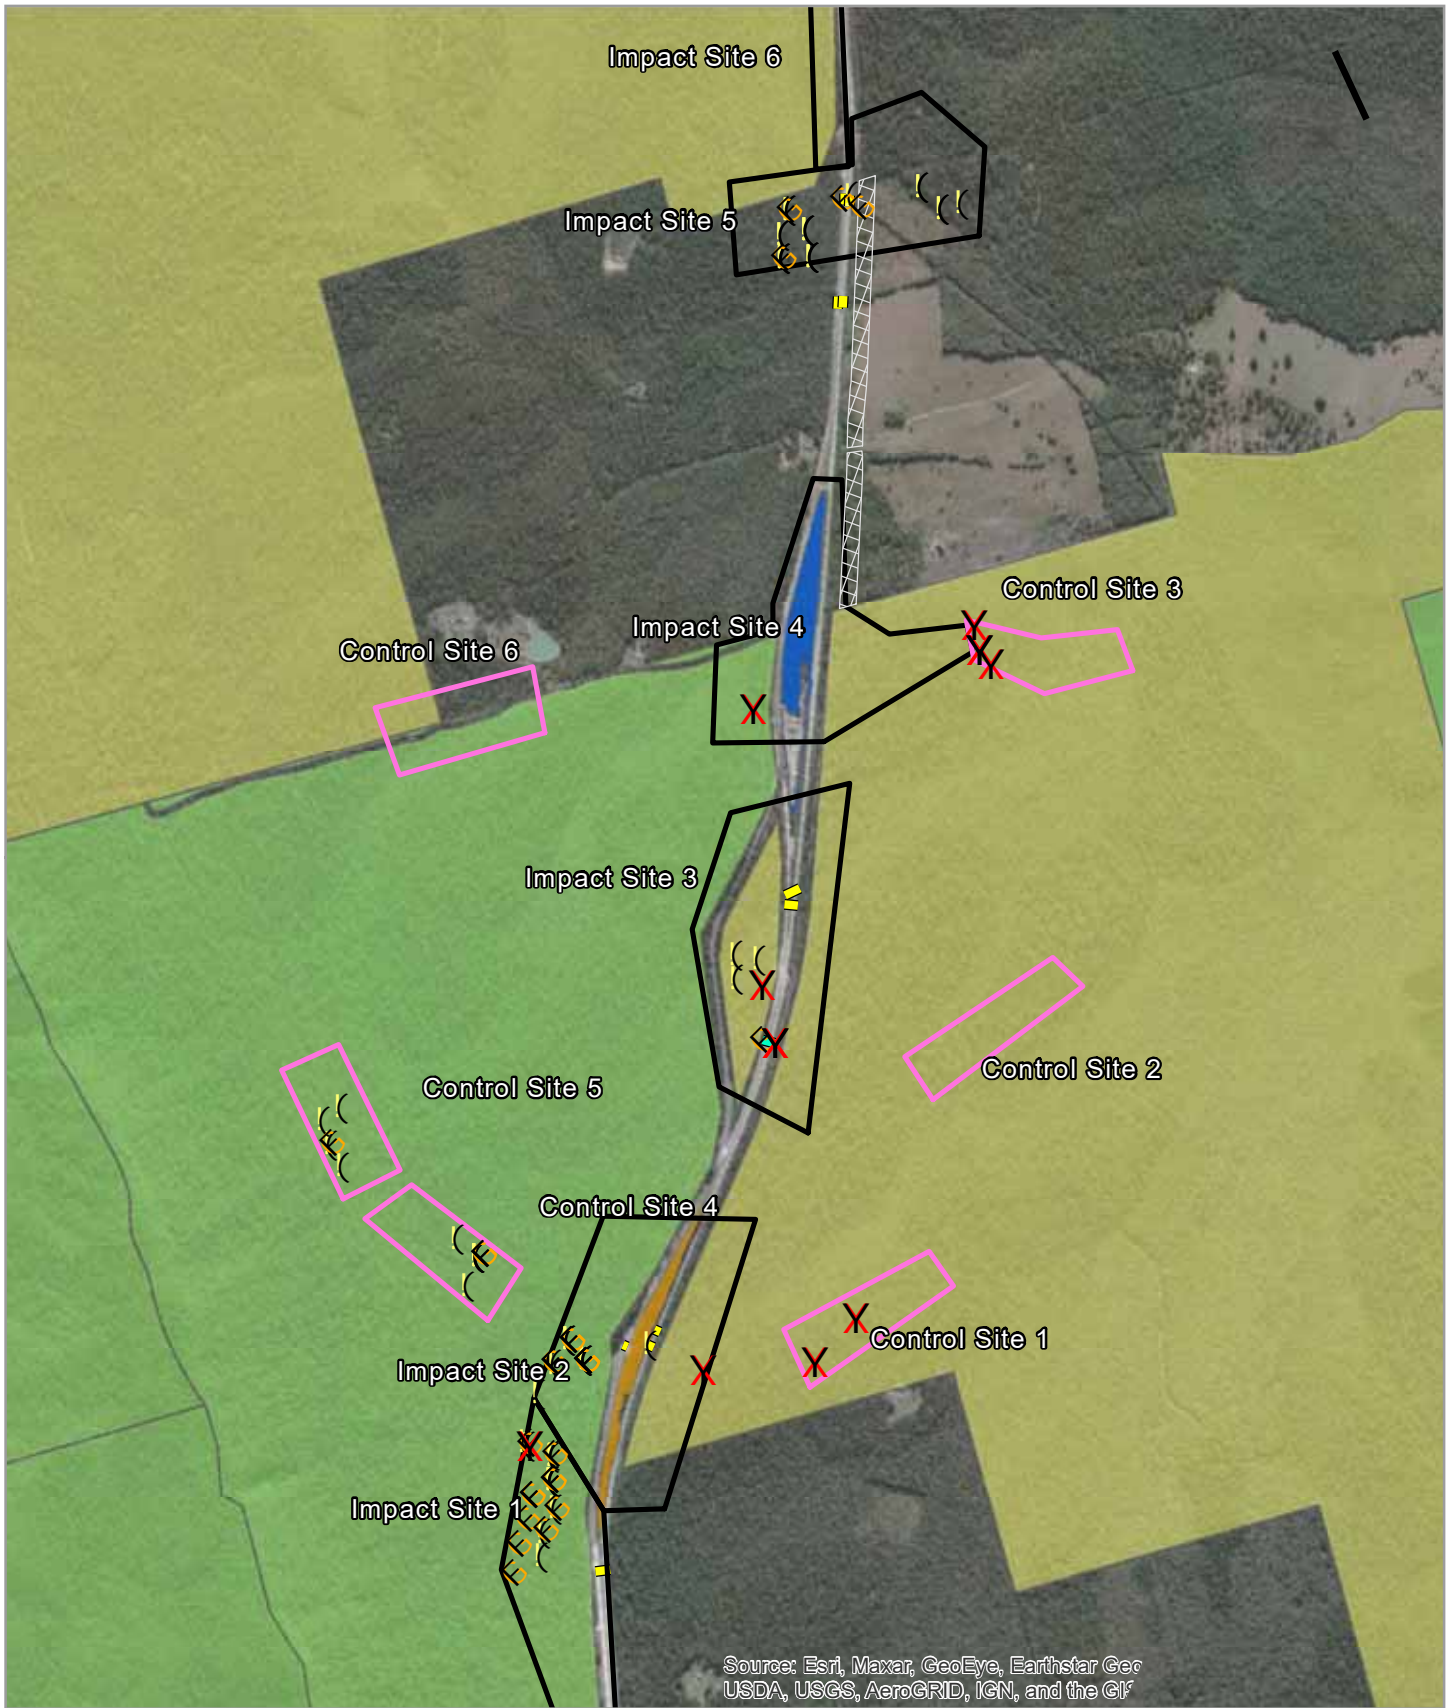 Impact Site 6
Impact Site 5
Control Site 3
Impact Site 4
Control Site 6
Impact Site 3
Control Site 2
Control Site 5
Control Site 4
Control Site 1
Impact Site 2
Impact Site 1
Source: Esri, Maxar, GeoEye, Earthstar Geo
USDA, USGS, AeroGRID, IGN, and the GIS